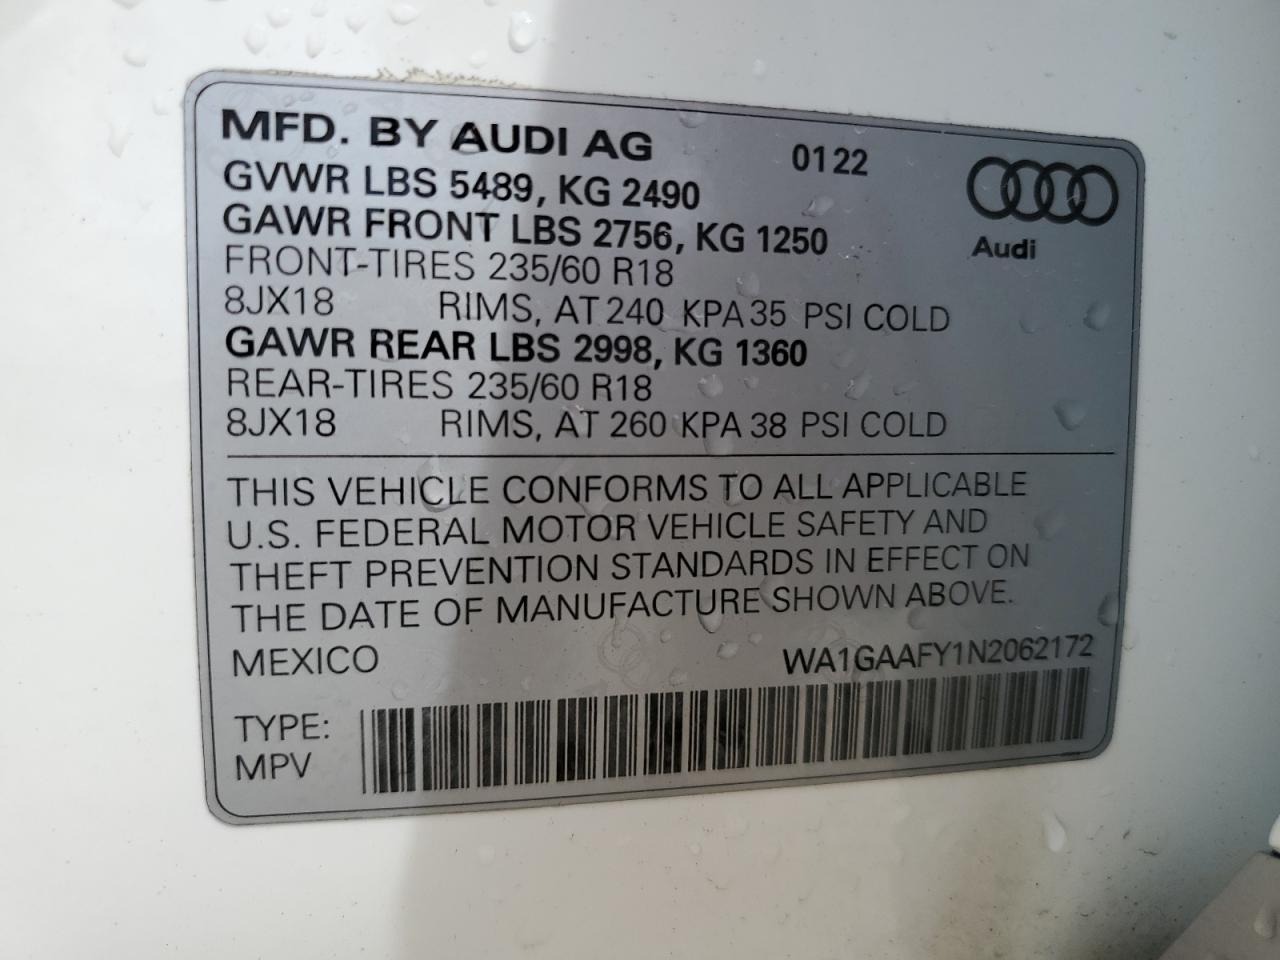 MFD. BY AUDI AG 0122
GVWR LBS 5489, KG 2490
GAWR FRONT LBS 2756, KG 1250
Audi
FRONT-TIRES 235/60 R18
8JX18 RIMS, AT 240 KPA 35 PSI COLD
GAWR REAR LBS 2998, KG 1360
REAR-TIRES 235/60 R18
8JX18 RIMS, AT 260 KPA 38 PSI COLD
THIS VEHICLE CONFORMS TO ALL APPLICABLE
U.S. FEDERAL MOTOR VEHICLE SAFETY AND
THEFT PREVENTION STANDARDS IN EFFECT ON
THE DATE OF MANUFACTURE SHOWN ABOVE.
MEXICO WA1GAAFY1N2062172
TYPE:
MPV